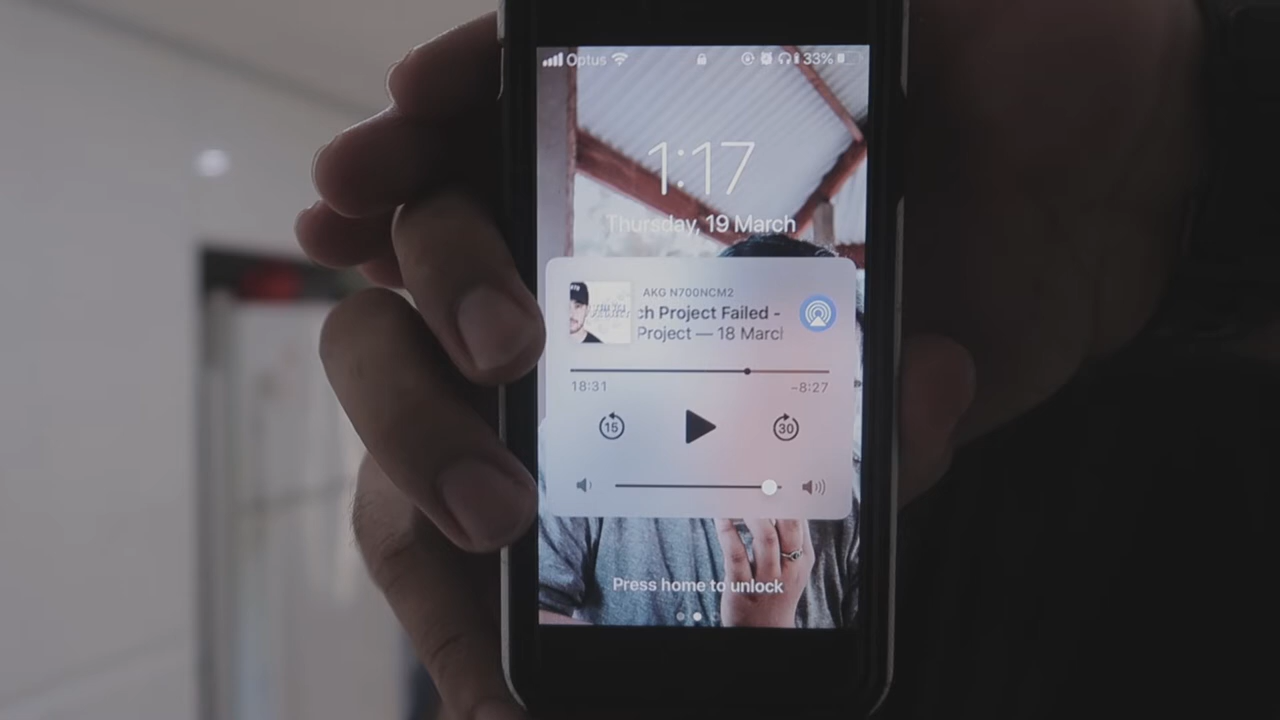 Optus 33%
1:17
Thursday, 19 March
AKG N700NCM2
ch Project Failed -
Project — 18 Marcl
18:31 -8:27
15 30
Press home to unlock